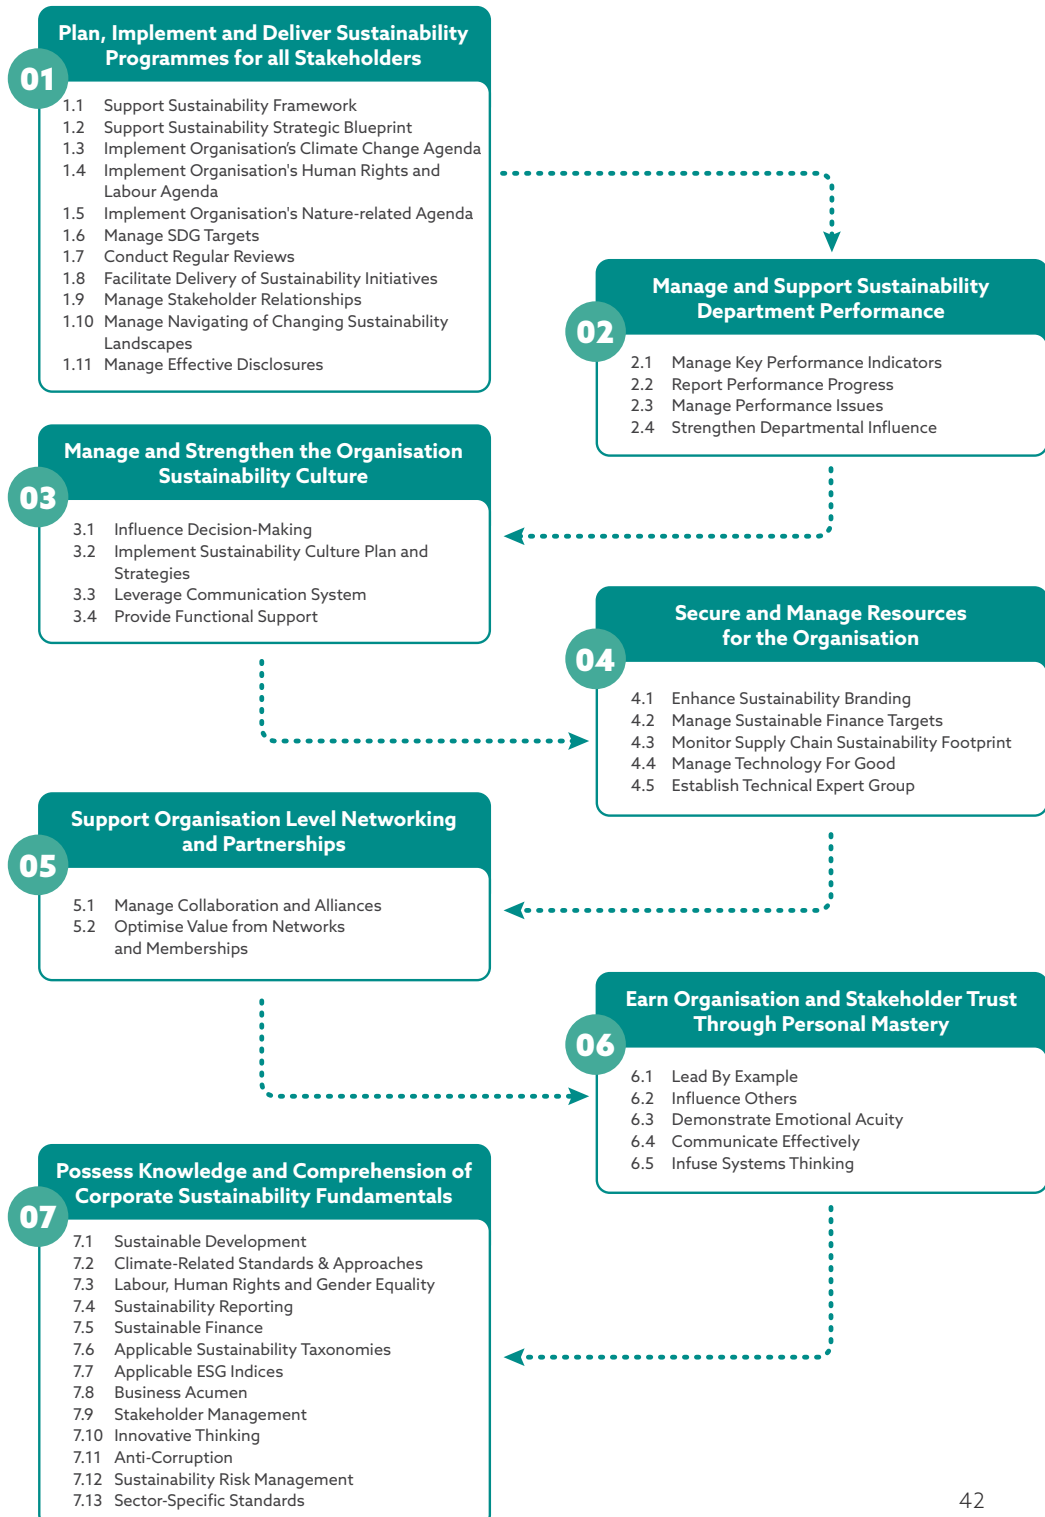 Plan, Implement and Deliver Sustainability
Programmes for all Stakeholders
01
1.1 Support Sustainability Framework
1.2 Support Sustainability Strategic Blueprint
1.3 Implement Organisation's Climate Change Agenda
1.4 Implement Organisation's Human Rights and
Labour Agenda
1.5 Implement Organisation's Nature-related Agenda
1.6 Manage SDG Targets
1.7 Conduct Regular Reviews
1.8 Facilitate Delivery of Sustainability Initiatives
1.9 Manage Stakeholder Relationships
1.10 Manage Navigating of Changing Sustainability
Landscapes
1.11 Manage Effective Disclosures
Manage and Support Sustainability
Department Performance
02
2.1 Manage Key Performance Indicators
2.2 Report Performance Progress
2.3 Manage Performance Issues
2.4 Strengthen Departmental Influence
Manage and Strengthen the Organisation
Sustainability Culture
03
3.1 Influence Decision-Making
3.2 Implement Sustainability Culture Plan and
Strategies
3.3 Leverage Communication System
3.4 Provide Functional Support
Secure and Manage Resources
for the Organisation
04
4.1 Enhance Sustainability Branding
4.2 Manage Sustainable Finance Targets
4.3 Monitor Supply Chain Sustainability Footprint
4.4 Manage Technology For Good
4.5 Establish Technical Expert Group
Support Organisation Level Networking
and Partnerships
05
5.1 Manage Collaboration and Alliances
5.2 Optimise Value from Networks
and Memberships
Earn Organisation and Stakeholder Trust
Through Personal Mastery
06
6.1 Lead By Example
6.2 Influence Others
6.3 Demonstrate Emotional Acuity
6.4 Communicate Effectively
6.5 Infuse Systems Thinking
Possess Knowledge and Comprehension of
Corporate Sustainability Fundamentals
07
7.1 Sustainable Development
7.2 Climate-Related Standards & Approaches
7.3 Labour, Human Rights and Gender Equality
7.4 Sustainability Reporting
7.5 Sustainable Finance
7.6 Applicable Sustainability Taxonomies
7.7 Applicable ESG Indices
7.8 Business Acumen
7.9 Stakeholder Management
7.10 Innovative Thinking
7.11 Anti-Corruption
7.12 Sustainability Risk Management
7.13 Sector-Specific Standards
42